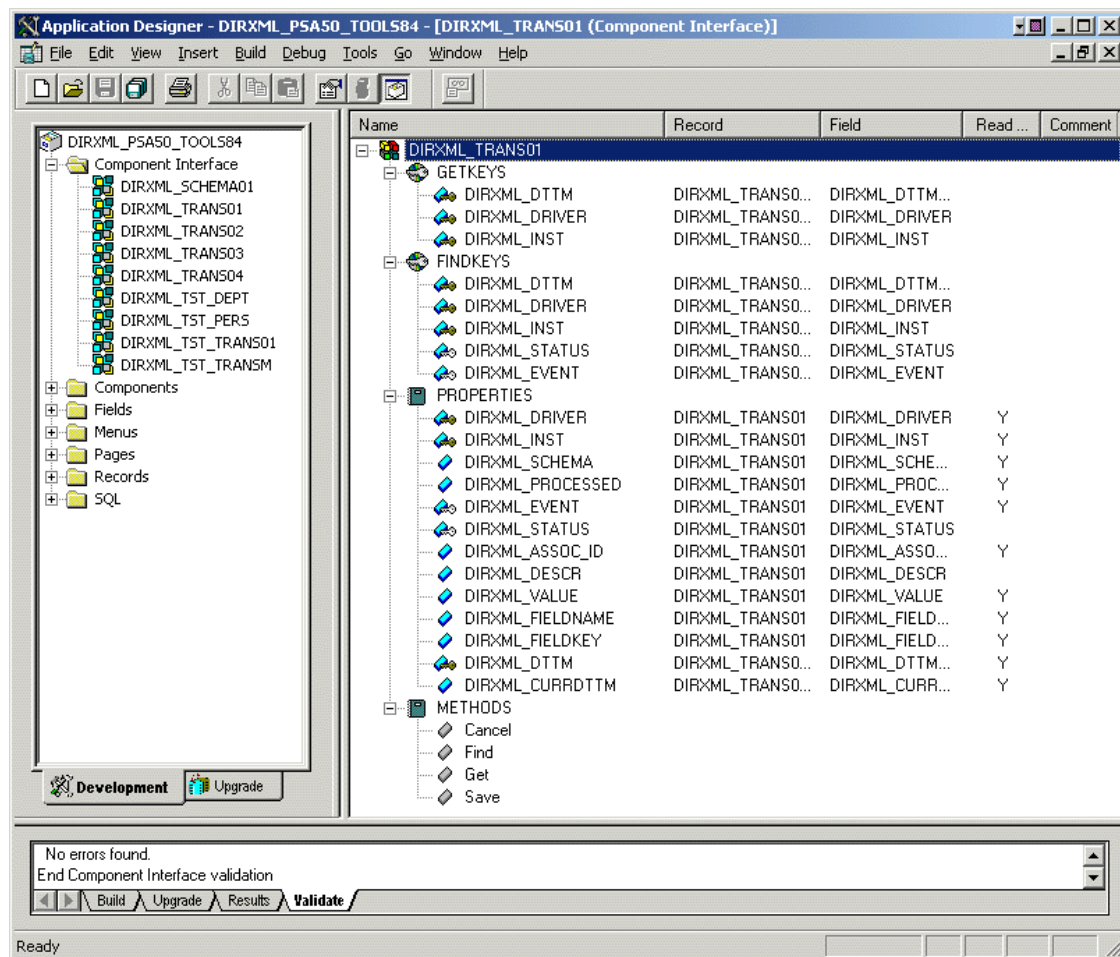 Application Designer - DIRXML_PSA50_TOOLS84 - [DIRXML_TRANS01 (Component Interface)]
File Edit View Insert Build Debug Tools Go Window Help
DIRXML_PSA50_TOOLS84
Component Interface
DIRXML_SCHEMA01
DIRXML_TRANS01
DIRXML_TRANS02
DIRXML_TRANS03
DIRXML_TRANS04
DIRXML_TST_DEPT
DIRXML_TST_PERS
DIRXML_TST_TRANS01
DIRXML_TST_TRANSM
Components
Fields
Menus
Pages
Records
SQL
Development Upgrade
Name Record Field Read ... Comment
DIRXML_TRANS01
GETKEYS
DIRXML_DTTM DIRXML_TRANS0... DIRXML_DTTM...
DIRXML_DRIVER DIRXML_TRANS0... DIRXML_DRIVER
DIRXML_INST DIRXML_TRANS0... DIRXML_INST
FINDKEYS
DIRXML_DTTM DIRXML_TRANS0... DIRXML_DTTM...
DIRXML_DRIVER DIRXML_TRANS0... DIRXML_DRIVER
DIRXML_INST DIRXML_TRANS0... DIRXML_INST
DIRXML_STATUS DIRXML_TRANS0... DIRXML_STATUS
DIRXML_EVENT DIRXML_TRANS0... DIRXML_EVENT
PROPERTIES
DIRXML_DRIVER DIRXML_TRANS01 DIRXML_DRIVER Y
DIRXML_INST DIRXML_TRANS01 DIRXML_INST Y
DIRXML_SCHEMA DIRXML_TRANS01 DIRXML_SCHE... Y
DIRXML_PROCESSED DIRXML_TRANS01 DIRXML_PROC... Y
DIRXML_EVENT DIRXML_TRANS01 DIRXML_EVENT Y
DIRXML_STATUS DIRXML_TRANS01 DIRXML_STATUS
DIRXML_ASSOC_ID DIRXML_TRANS01 DIRXML_ASSO... Y
DIRXML_DESCR DIRXML_TRANS01 DIRXML_DESCR
DIRXML_VALUE DIRXML_TRANS01 DIRXML_VALUE Y
DIRXML_FIELDNAME DIRXML_TRANS01 DIRXML_FIELD... Y
DIRXML_FIELDKEY DIRXML_TRANS01 DIRXML_FIELD... Y
DIRXML_DTTM DIRXML_TRANS0... DIRXML_DTTM... Y
DIRXML_CURRDTTM DIRXML_TRANS0... DIRXML_CURR... Y
METHODS
Cancel
Find
Get
Save
No errors found.
End Component Interface validation
Build Upgrade Results Validate
Ready